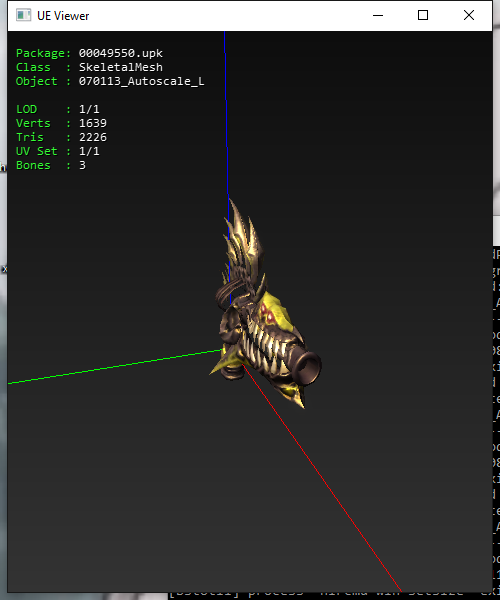 UE Viewer
Package: 00049550.upk
Class  : SkeletalMesh
Object : 070113_Autoscale_L
LOD    : 1/1
Verts  : 1639
Tris   : 2226
UV Set : 1/1
Bones  : 3